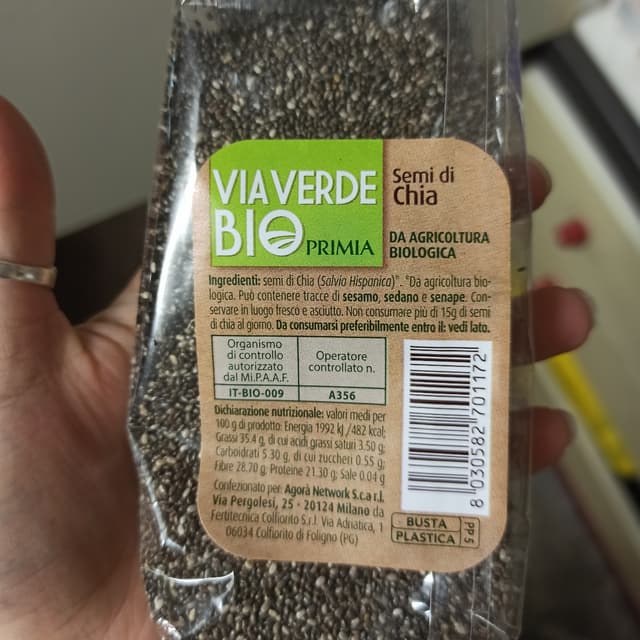 VIAVERDE
BIO PRIMIA
Semi di
Chia
DA AGRICOLTURA
BIOLOGICA
Ingredienti: semi di Chia (Salvia Hispanica)°. °Da agricoltura bio-
logica. Può contenere tracce di sesamo, sedano e senape. Con-
servare in luogo fresco e asciutto. Non consumare più di 15g di semi
di chia al giorno. Da consumarsi preferibilmente entro il: vedi lato.
Organismo
di controllo
autorizzato
dal Mi.P.A.A.F.
IT-BIO-009
Operatore
controllato n.
A356
Dichiarazione nutrizionale: valori medi per
100 g di prodotto: Energia 1992 kj /482 kcal;
Grassi 35.4 g, di cui acidi grassi saturi 3.50 g;
Carboidrati 5.30 g, di cui zuccheri 0.55 g;
Fibre 28.70 g; Proteine 21.30 g; Sale 0.04 g
Confezionato per: Agorà Network S.c.a r.l.
Via Pergolesi, 25 - 20124 Milano da
Fertitecnica Colfiorito S.r.l. Via Adriatica, 1
06034 Colfiorito di Foligno (PG)
8 030582 701172
BUSTA
PLASTICA
PP 5